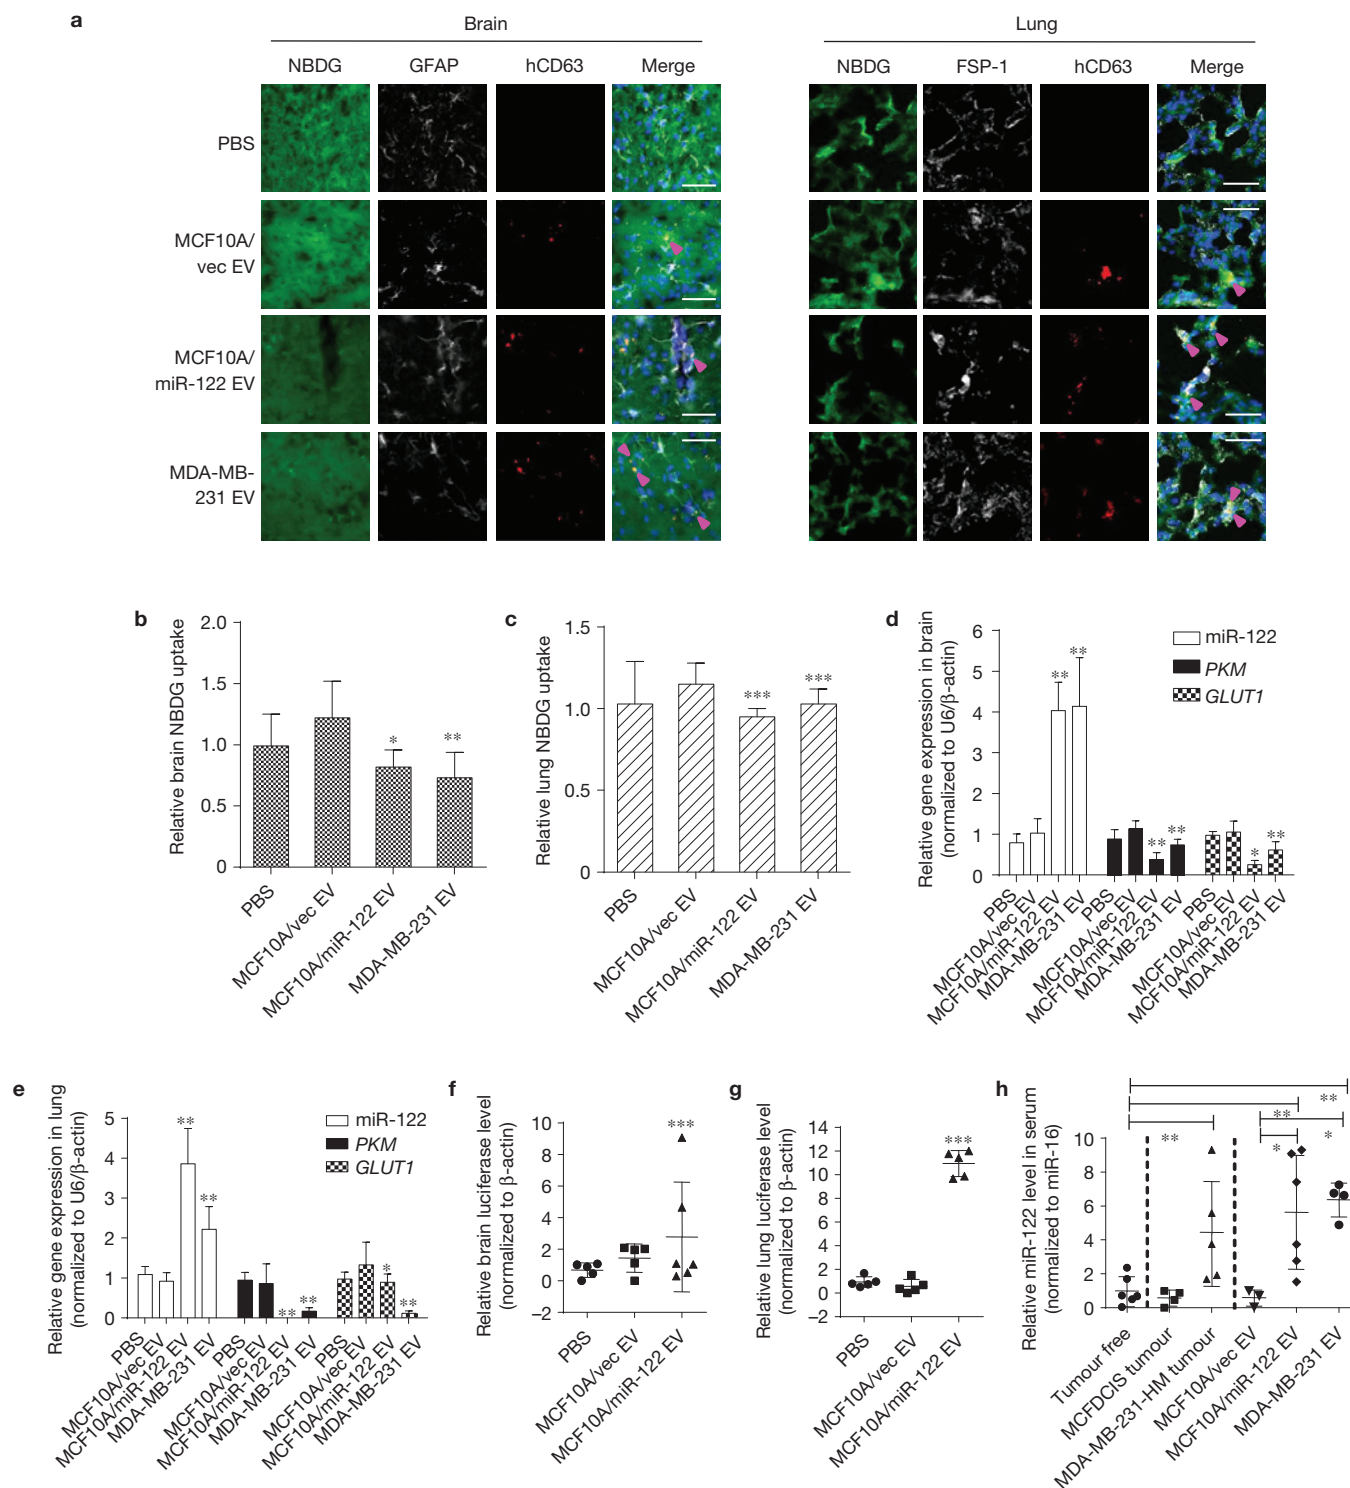 a
Brain
Lung
NBDG GFAP hCD63 Merge
NBDG FSP-1 hCD63 Merge
PBS
MCF10A/
vec EV
MCF10A/
miR-122 EV
MDA-MB-
231 EV
b
Relative brain NBDG uptake
2.0
1.5
1.0
0.5
0
*
**
PBS
MCF10A/vec EV
MCF10A/miR-122 EV
MDA-MB-231 EV
c
Relative lung NBDG uptake
1.5
1.0
0.5
0
***
***
PBS
MCF10A/vec EV
MCF10A/miR-122 EV
MDA-MB-231 EV
d
Relative gene expression in brain
(normalized to U6/β-actin)
6
5
4
3
2
1
0
miR-122
PKM
GLUT1
**
**
**
**
*
**
PBS
MCF10A/vec EV
MCF10A/miR-122 EV
MDA-MB-231 EV
PBS
MCF10A/vec EV
MCF10A/miR-122 EV
MDA-MB-231 EV
PBS
MCF10A/vec EV
MCF10A/miR-122 EV
MDA-MB-231 EV
e
Relative gene expression in lung
(normalized to U6/β-actin)
5
4
3
2
1
0
miR-122
PKM
GLUT1
**
**
**
**
*
**
PBS
MCF10A/vec EV
MCF10A/miR-122 EV
MDA-MB-231 EV
PBS
MCF10A/vec EV
MCF10A/miR-122 EV
MDA-MB-231 EV
PBS
MCF10A/vec EV
MCF10A/miR-122 EV
MDA-MB-231 EV
f
Relative brain luciferase level
(normalized to β-actin)
10
8
6
4
2
0
−2
***
PBS
MCF10A/vec EV
MCF10A/miR-122 EV
g
Relative lung luciferase level
(normalized to β-actin)
14
12
10
8
6
4
2
0
−2
***
PBS
MCF10A/vec EV
MCF10A/miR-122 EV
h
Relative miR-122 level in serum
(normalized to miR-16)
10
8
6
4
2
0
**
**
**
*
*
Tumour free
MCFDCIS tumour
MDA-MB-231-HM tumour
MCF10A/vec EV
MCF10A/miR-122 EV
MDA-MB-231 EV